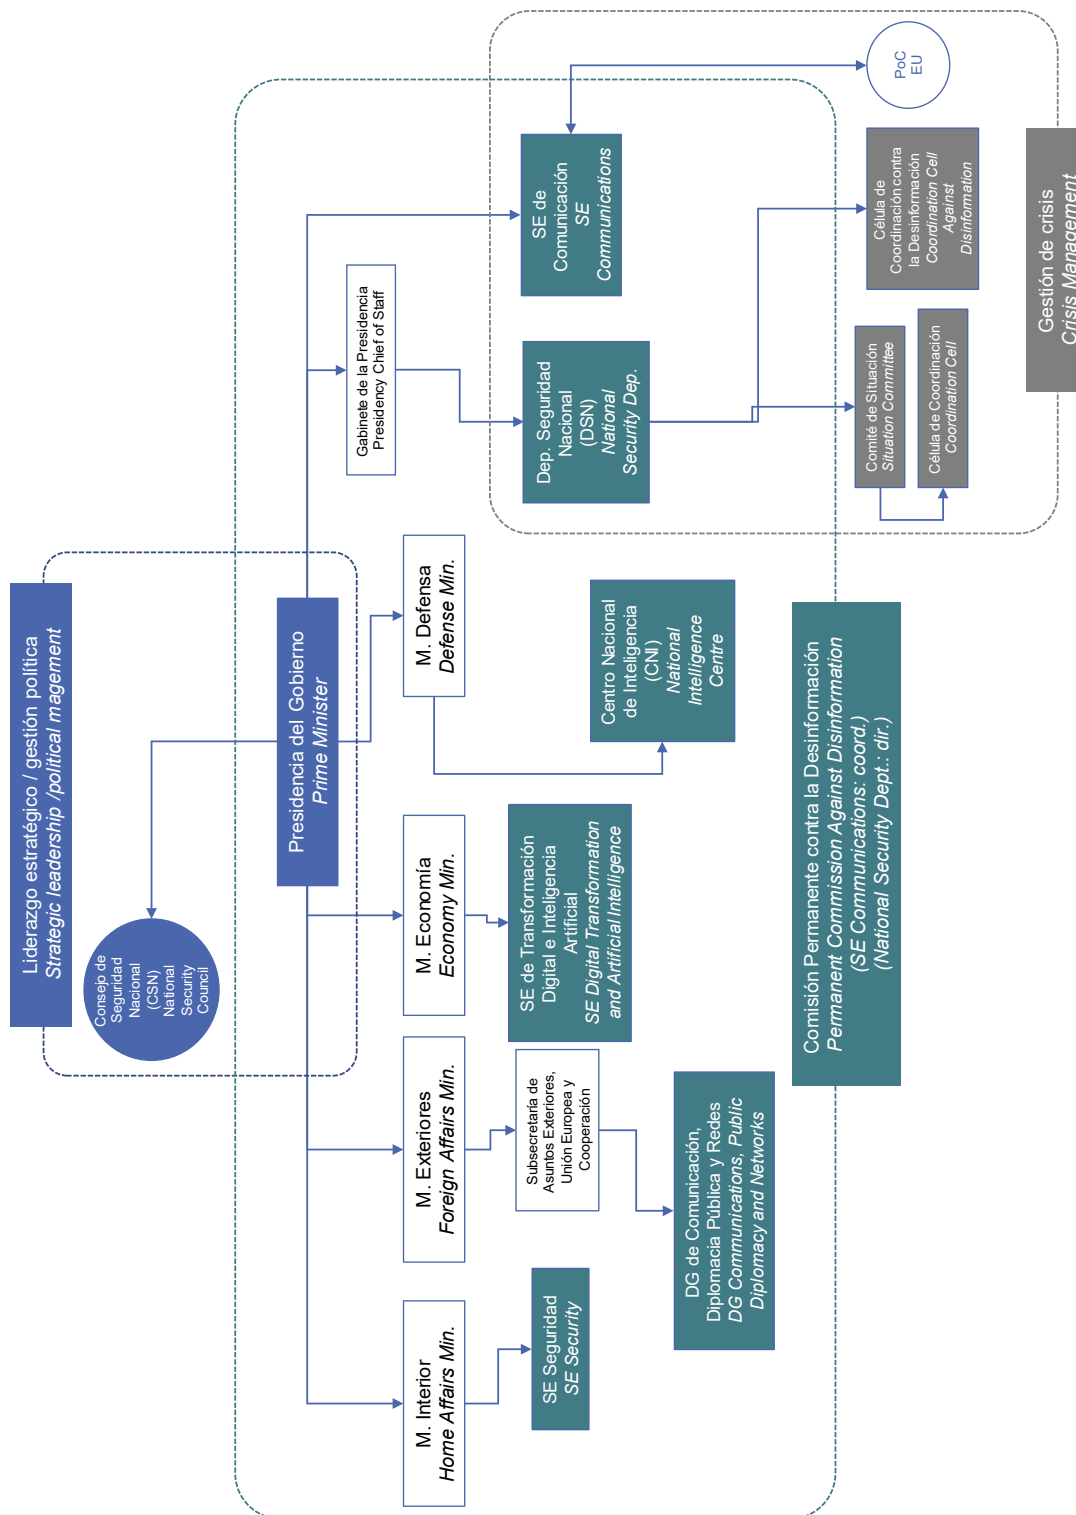 Liderazgo estratégico / gestión política
Strategic leadership /political magement
Consejo de
Seguridad
Nacional
(CSN)
National
Security
Council
Presidencia del Gobierno
Prime Minister
M. Interior
Home Affairs Min.
M. Exteriores
Foreign Affairs Min.
M. Economía
Economy Min.
M. Defensa
Defense Min.
Gabinete de la Presidencia
Presidency Chief of Staff
SE Seguridad
SE Security
Subsecretaría de
Asuntos Exteriores,
Unión Europea y
Cooperación
SE de Transformación
Digital e Inteligencia
Artificial
SE Digital Transformation
and Artificial Intelligence
Centro Nacional
de Inteligencia
(CNI)
National
Intelligence
Centre
Dep. Seguridad
Nacional
(DSN)
National
Security Dep.
SE de
Comunicación
SE
Communications
PoC
EU
DG de Comunicación,
Diplomacia Pública y Redes
DG Communications, Public
Diplomacy and Networks
Comité de Situación
Situation Committee
Célula de Coordinación
Coordination Cell
Célula de
Coordinación contra
la Desinformación
Coordination Cell
Against
Disinformation
Comisión Permanente contra la Desinformación
Permanent Commission Against Disinformation
(SE Communications: coord.)
(National Security Dept.: dir.)
Gestión de crisis
Crisis Management